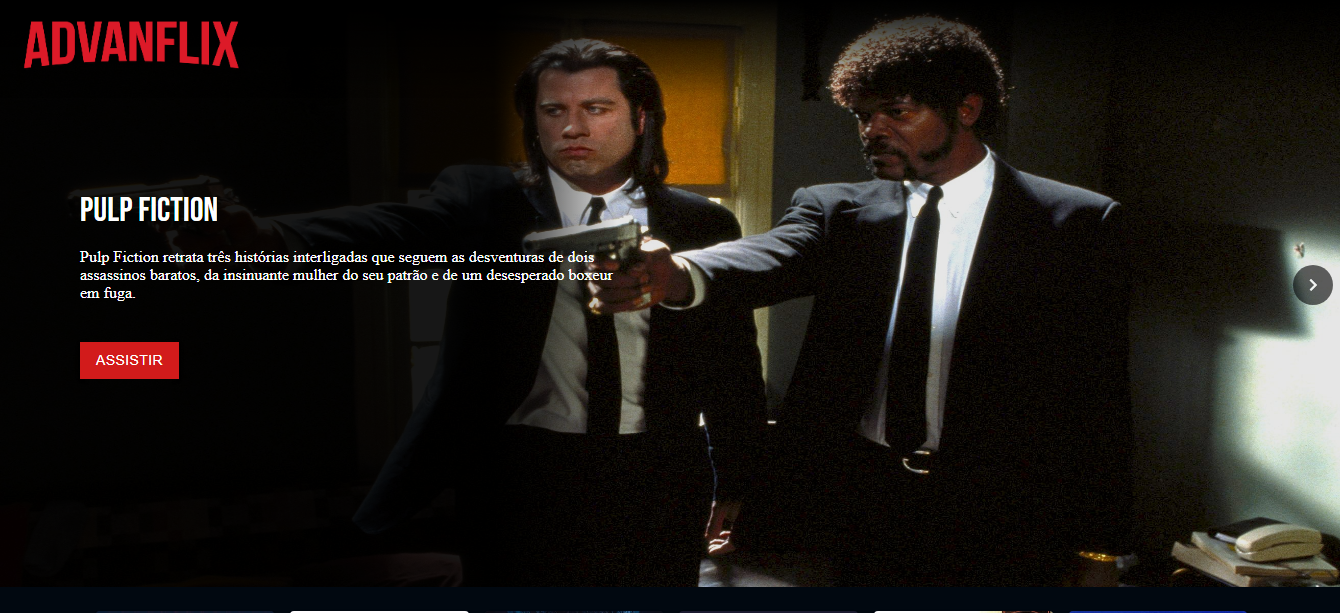 ADVANFLIX
PULP FICTION
Pulp Fiction retrata três histórias interligadas que seguem as desventuras de dois
assassinos baratos, da insinuante mulher do seu patrão e de um desesperado boxeur
em fuga.
ASSISTIR